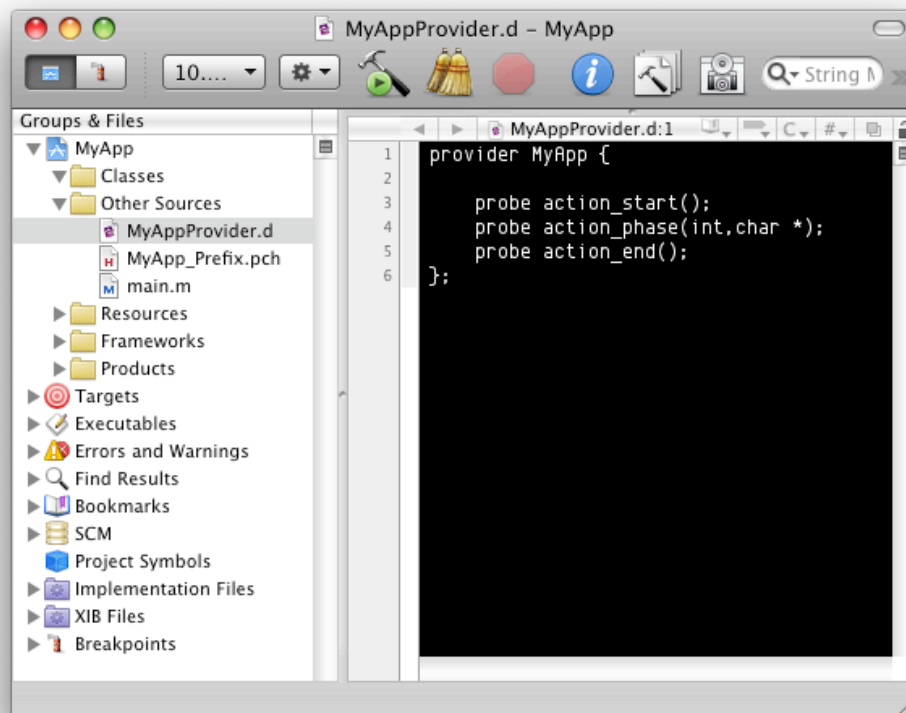 MyAppProvider.d – MyApp
10....
String M
Groups & Files
MyAppProvider.d:1
C
#
MyApp
Classes
Other Sources
MyAppProvider.d
MyApp_Prefix.pch
main.m
Resources
Frameworks
Products
Targets
Executables
Errors and Warnings
Find Results
Bookmarks
SCM
Project Symbols
Implementation Files
XIB Files
Breakpoints
1 provider MyApp {
2
3 probe action_start();
4 probe action_phase(int,char *);
5 probe action_end();
6 };